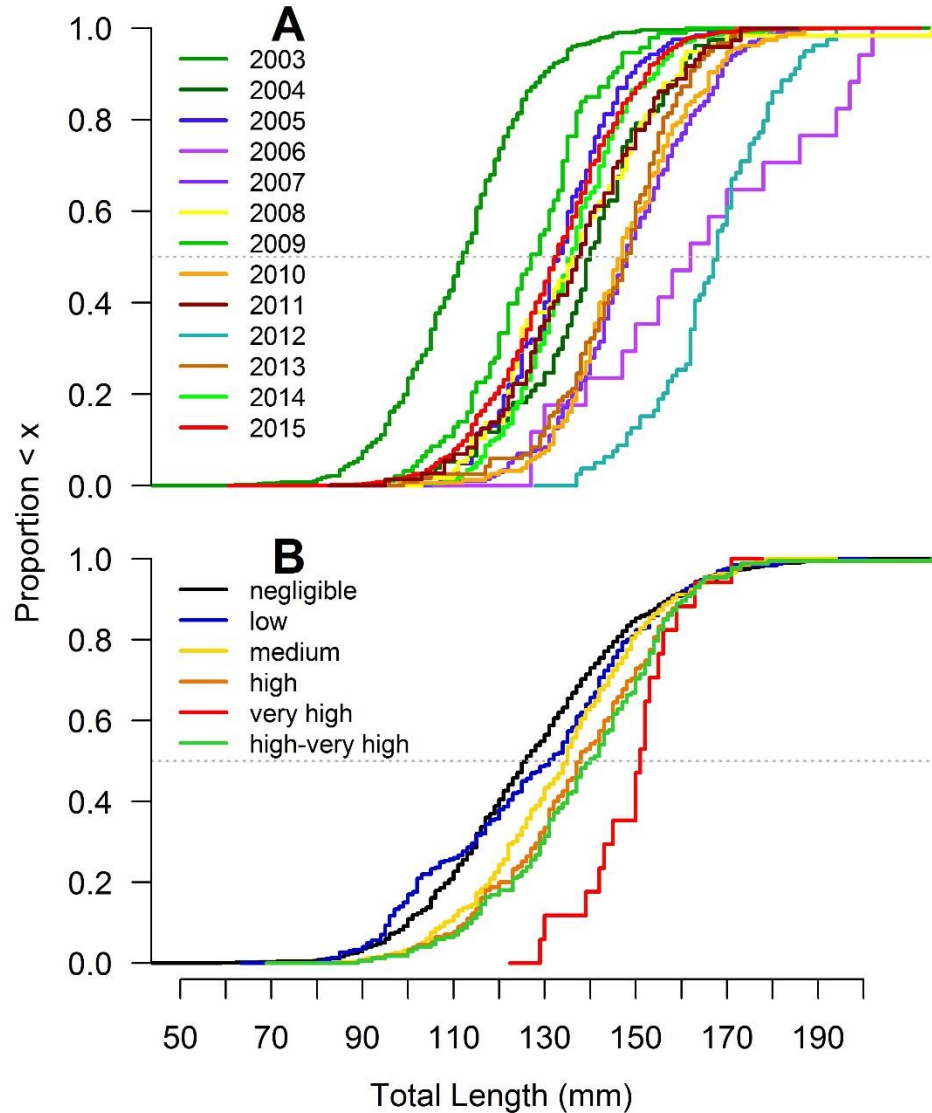 A
1.0
0.8
0.6
0.4
0.2
0.0
2003
2004
2005
2006
2007
2008
2009
2010
2011
2012
2013
2014
2015
Proportion < x
B
1.0
0.8
0.6
0.4
0.2
0.0
negligible
low
medium
high
very high
high-very high
50 70 90 110 130 150 170 190
Total Length (mm)